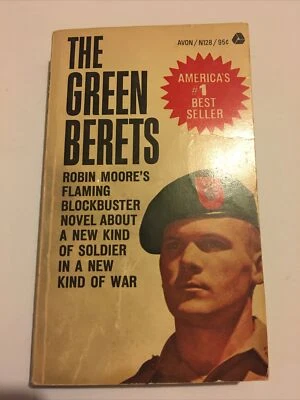 AVON / N128 / 95¢
THE
GREEN
BERETS
AMERICA'S
#1
BEST
SELLER
ROBIN MOORE'S
FLAMING
BLOCKBUSTER
NOVEL ABOUT
A NEW KIND
OF SOLDIER
IN A NEW
KIND OF WAR